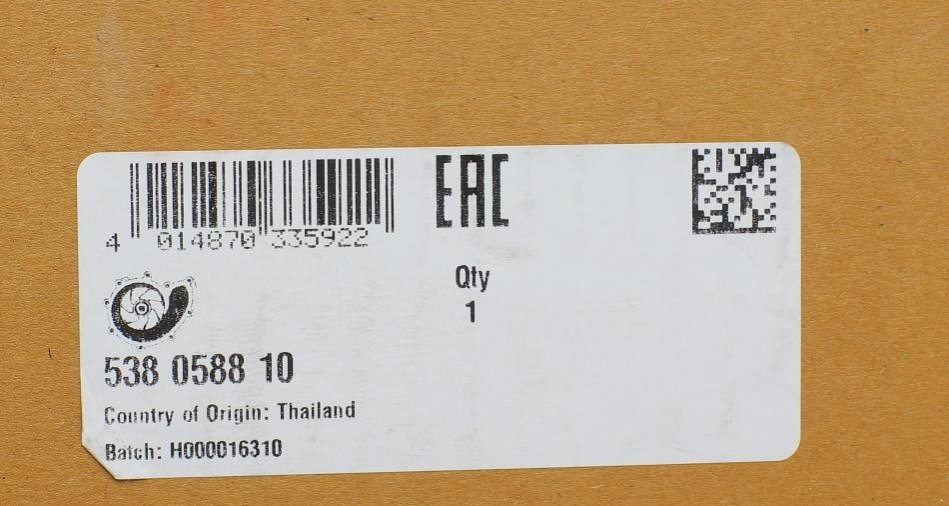 4 014870 335922
EAC
Qty
1
538 0588 10
Country of Origin: Thailand
Batch: H000016310